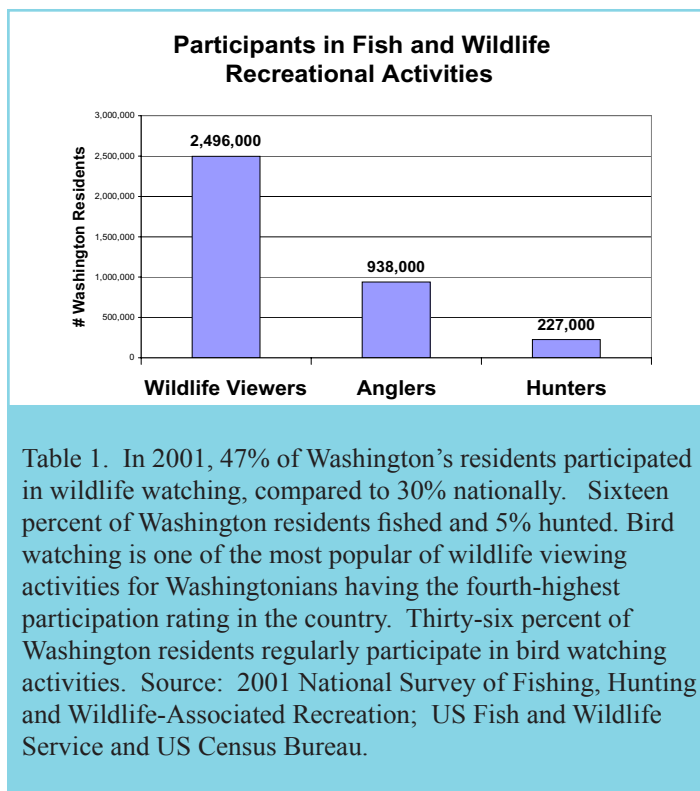 Participants in Fish and Wildlife
Recreational Activities
# Washington Residents
3,000,000
2,500,000
2,000,000
1,500,000
1,000,000
500,000
0
2,496,000
938,000
227,000
Wildlife Viewers Anglers Hunters
Table 1. In 2001, 47% of Washington’s residents participated
in wildlife watching, compared to 30% nationally. Sixteen
percent of Washington residents fished and 5% hunted. Bird
watching is one of the most popular of wildlife viewing
activities for Washingtonians having the fourth-highest
participation rating in the country. Thirty-six percent of
Washington residents regularly participate in bird watching
activities. Source: 2001 National Survey of Fishing, Hunting
and Wildlife-Associated Recreation; US Fish and Wildlife
Service and US Census Bureau.